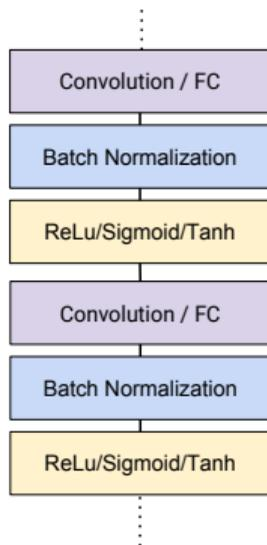 Convolution / FC
Batch Normalization
ReLu/Sigmoid/Tanh
Convolution / FC
Batch Normalization
ReLu/Sigmoid/Tanh